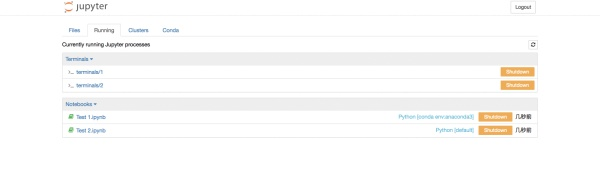 jupyter Logout
Files Running Clusters Conda
Currently running Jupyter processes
Terminals
terminals/1 Shutdown
terminals/2 Shutdown
Notebooks
Test 1.ipynb Python [conda env:anaconda3] Shutdown 几秒前
Test 2.ipynb Python [default] Shutdown 几秒前